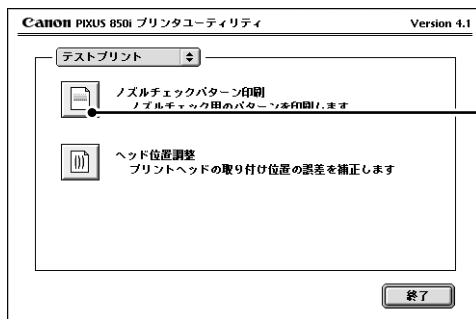 Canon PIXUS 850i プリンタユーティリティ Version 4.1
テストプリント
ノズルチェックパターン印刷
ノズルチェック用のパターンを印刷します
ヘッド位置調整
プリントヘッドの取り付け位置の誤差を補正します
終了